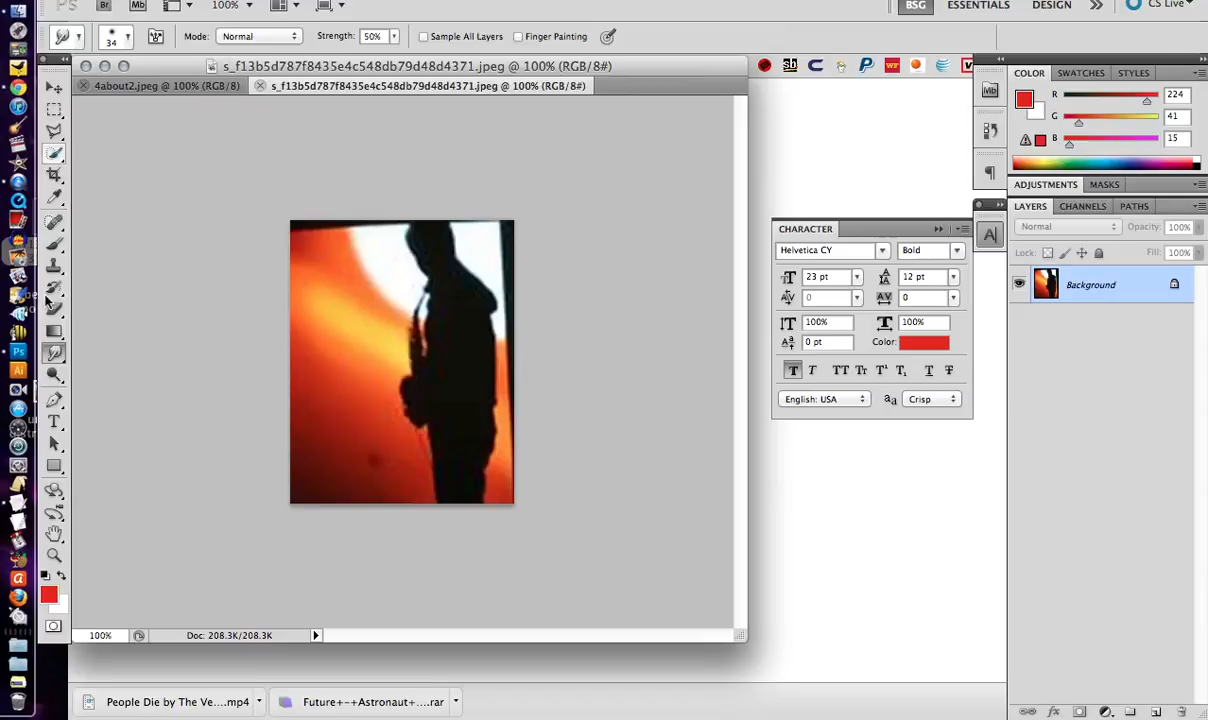 PS Br Mb 100% BSG ESSENTIALS DESIGN CS Live
34 Mode: Normal Strength: 50% Sample All Layers Finger Painting
s_f13b5d787f8435e4c548db79d48d4371.jpeg @ 100% (RGB/8#)
4about2.jpeg @ 100% (RGB/8) s_f13b5d787f8435e4c548db79d48d4371.jpeg @ 100% (RGB/8#)
COLOR SWATCHES STYLES
R 224
G 41
B 15
ADJUSTMENTS MASKS
LAYERS CHANNELS PATHS
Normal Opacity: 100%
Lock: Fill: 100%
Background
CHARACTER
Helvetica CY Bold
23 pt 12 pt
0 0
100% 100%
0 pt Color:
English: USA Crisp
100% Doc: 208.3K/208.3K
People Die by The Ve....mp4 Future+-+Astronaut+....rar